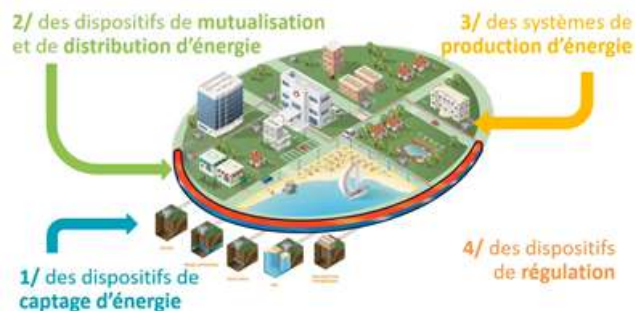 2/ des dispositifs de mutualisation
et de distribution d'énergie
3/ des systèmes de
production d'énergie
1/ des dispositifs de
captage d'énergie
4/ des dispositifs
de régulation